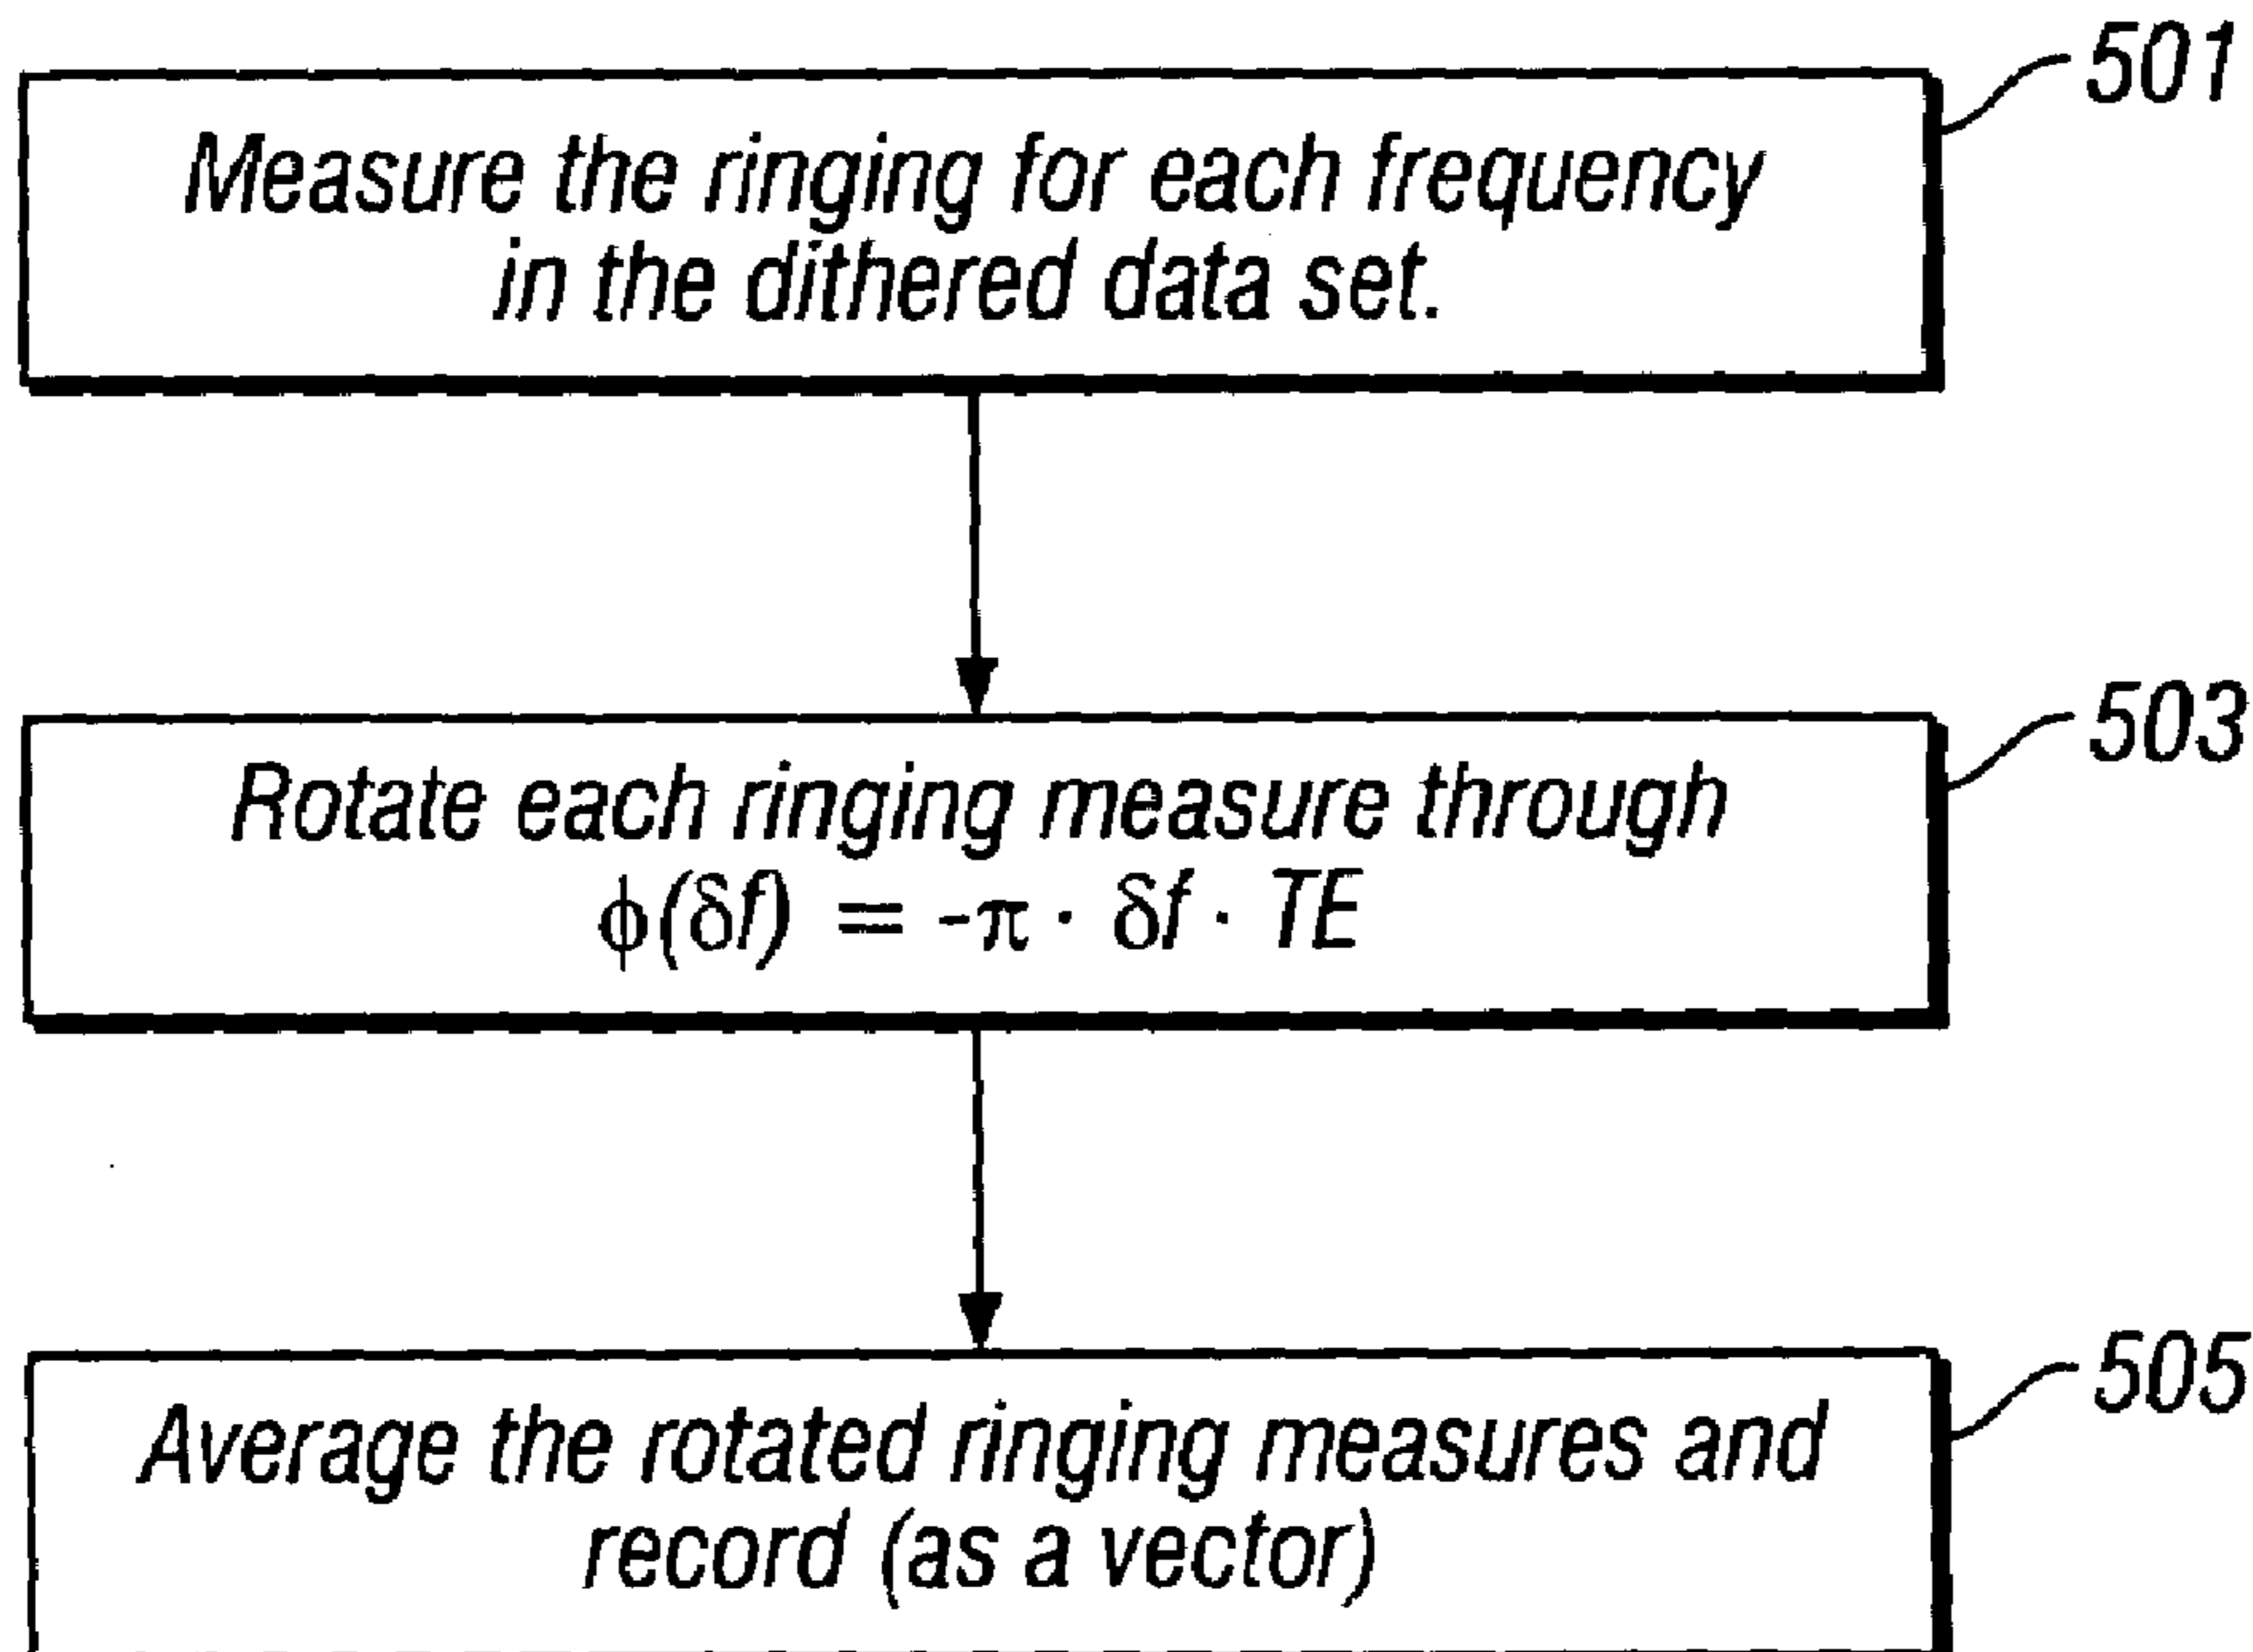 501
Measure the ringing for each frequency
in the dithered data set.
503
Rotate each ringing measure through
ϕ(δf) = -π · δf · TE
505
Average the rotated ringing measures and
record (as a vector)